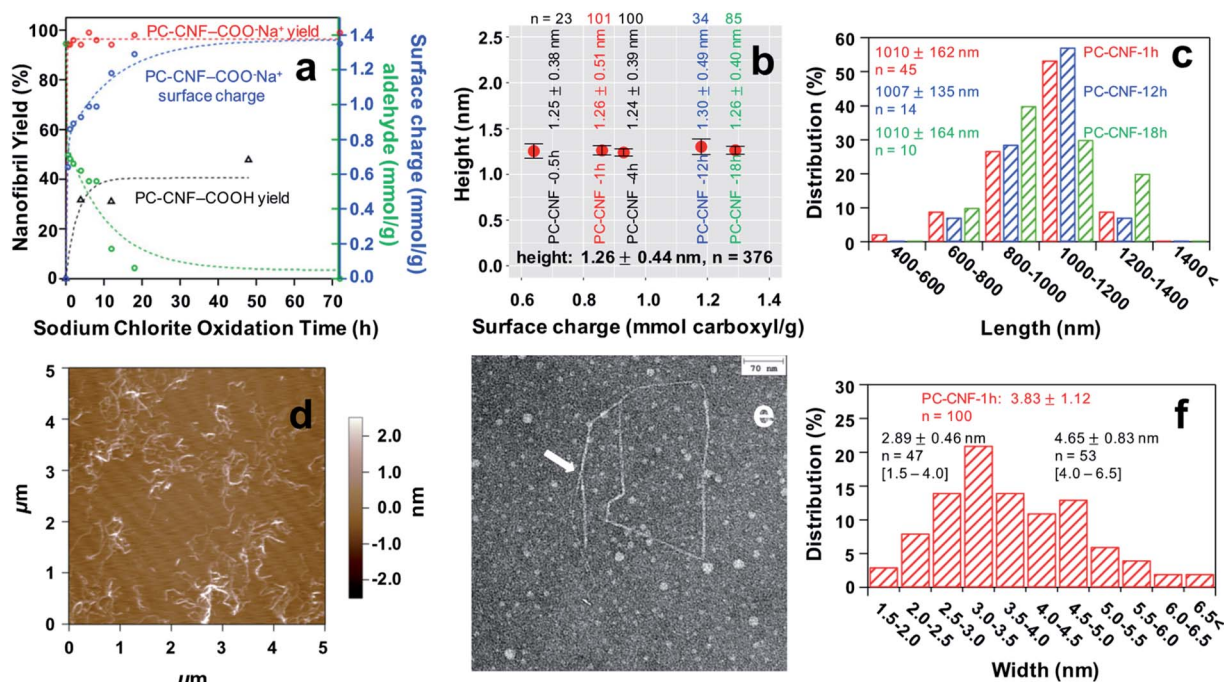 a
PC-CNF–COO-Na+ yield
PC-CNF–COO-Na+
surface charge
PC-CNF–COOH yield
Nanofibril Yield (%)
100
80
60
40
20
0
1.4
1.2
1.0
0.8
0.6
0.4
0.2
0.0
aldehyde (mmol/g)
Surface charge (mmol/g)
0 10 20 30 40 50 60 70
Sodium Chlorite Oxidation Time (h)
b
n = 23 101 100 34 85
1.25 ± 0.38 nm
1.26 ± 0.51 nm
1.24 ± 0.39 nm
1.30 ± 0.49 nm
1.26 ± 0.40 nm
PC-CNF -0.5h
PC-CNF -1h
PC-CNF -4h
PC-CNF -12h
PC-CNF -18h
height: 1.26 ± 0.44 nm, n = 376
Height (nm)
2.5
2.0
1.5
1.0
0.5
0.0
0.6 0.8 1.0 1.2 1.4
Surface charge (mmol carboxyl/g)
c
1010 ± 162 nm
n = 45
1007 ± 135 nm
n = 14
1010 ± 164 nm
n = 10
PC-CNF-1h
PC-CNF-12h
PC-CNF-18h
Distribution (%)
60
50
40
30
20
10
0
400-600
600-800
800-1000
1000-1200
1200-1400
1400 <
Length (nm)
d
5
4
3
2
1
0
µm
0 1 2 3 4 5
µm
2.0
1.0
0.0
-1.0
-2.0
nm
e
70 nm
f
PC-CNF-1h: 3.83 ± 1.12
n = 100
2.89 ± 0.46 nm
n = 47
[1.5 – 4.0]
4.65 ± 0.83 nm
n = 53
[4.0 – 6.5]
Distribution (%)
30
25
20
15
10
5
0
1.5-2.0
2.0-2.5
2.5-3.0
3.0-3.5
3.5-4.0
4.0-4.5
4.5-5.0
5.0-5.5
5.5-6.0
6.0-6.5
6.5<
Width (nm)